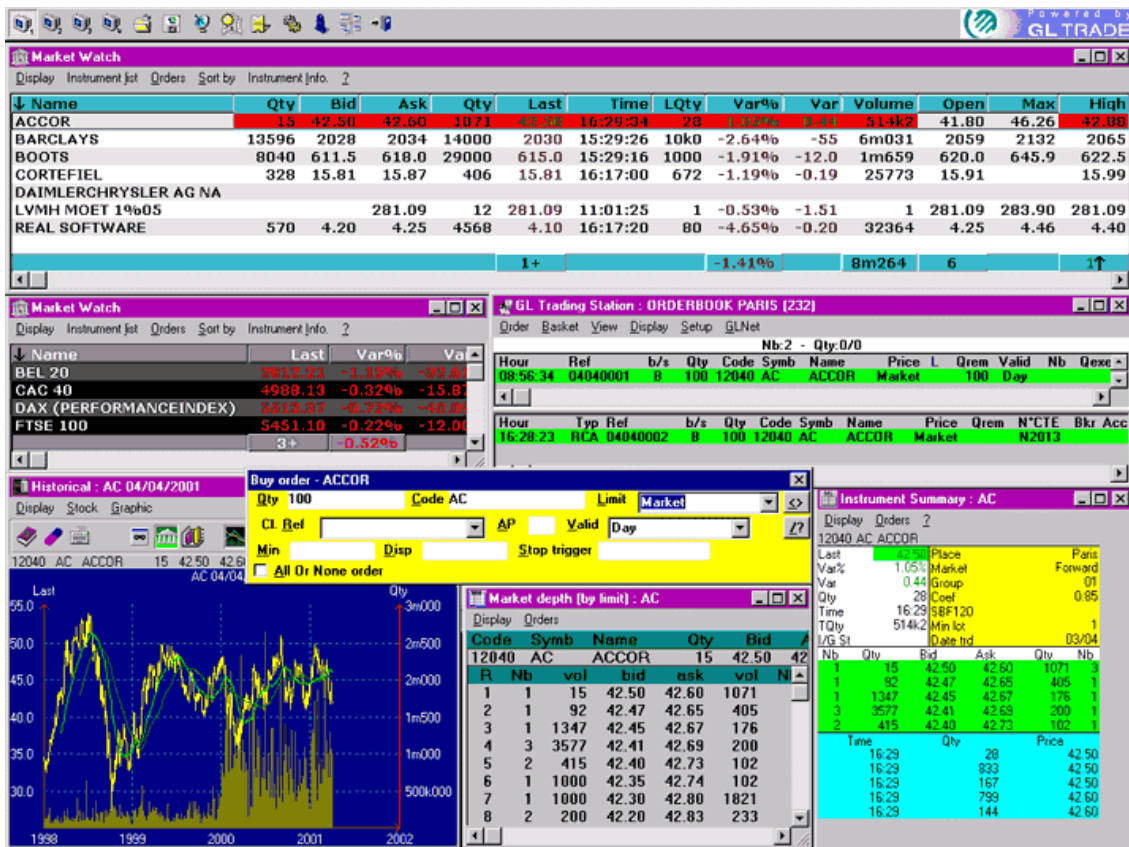 Powered by
GL TRADE
Market Watch
Display Instrument list Orders Sort by Instrument Info. ?
↓ Name Qty Bid Ask Qty Last Time LQty Var% Var Volume Open Max High
ACCOR 15 42.50 42.60 1071 16:29:34 28 0.44 514k2 41.80 46.26 42.88
BARCLAYS 13596 2028 2034 14000 2030 15:29:26 10k0 -2.64% -55 6m031 2059 2132 2065
BOOTS 8040 611.5 618.0 29000 615.0 15:29:16 1000 -1.91% -12.0 1m659 620.0 645.9 622.5
CORTEFIEL 328 15.81 15.87 406 15.81 16:17:00 672 -1.19% -0.19 25773 15.91 15.99
DAIMLERCHRYSLER AG NA
LVMH MOET 1%05 281.09 12 281.09 11:01:25 1 -0.53% -1.51 1 281.09 283.90 281.09
REAL SOFTWARE 570 4.20 4.25 4568 4.10 16:17:20 80 -4.65% -0.20 32364 4.25 4.46 4.40
1+ -1.41% 8m264 6 1↑
Market Watch
Display Instrument list Orders Sort by Instrument Info. ?
↓ Name Last Var% Va
BEL 20 -1.15%
CAC 40 4988.13 -0.32% -15.87
DAX (PERFORMANCEINDEX) -0.72%
FTSE 100 5451.10 -0.22% -12.00
3+ -0.52%
GL Trading Station : ORDERBOOK PARIS (232)
Order Basket View Display Setup GLNet
Nb:2 - Qty:0/0
Hour Ref b/s Qty Code Symb Name Price L Qrem Valid Nb Qexe
08:56:34 04040001 B 100 12040 AC ACCOR Market 100 Day
Hour Typ Ref b/s Qty Code Symb Name Price Qrem N°CTE Bkr Acc
16:28:23 RCA 04040002 B 100 12040 AC ACCOR Market N2013
Buy order - ACCOR
Qty 100 Code AC Limit Market <>
Cl. Ref AP Valid Day /?
Min Disp Stop trigger
All Or None order
Historical : AC 04/04/2001
Display Stock Graphic
12040 AC ACCOR 15 42.50 42.6
AC 04/04
Last Qty
55.0 3m000
2m500
45.0 2m000
40.0 1m500
35.0 1m000
30.0 500k000
1998 1999 2000 2001 2002
Market depth (by limit) : AC
Display Orders
Code Symb Name Qty Bid A
12040 AC ACCOR 15 42.50 42
R Nb vol bid ask vol N
1 1 15 42.50 42.60 1071
2 1 92 42.47 42.65 405
3 1 1347 42.45 42.67 176
4 3 3577 42.41 42.69 200
5 2 415 42.40 42.73 102
6 1 1000 42.35 42.74 102
7 1 1000 42.30 42.80 1821
8 2 200 42.20 42.83 233
Instrument Summary : AC
Display Orders ?
12040 AC ACCOR
Last 42.50 Place Paris
Var% 1.05% Market Forward
Var 0.44 Group 01
Qty 28 Coef 0.85
Time 16:29 SBF120
TQty 514k2 Min lot 1
I/G St Date trd 03/04
Nb Qty Bid Ask Qty Nb
1 15 42.50 42.60 1071 3
1 92 42.47 42.65 405 1
1 1347 42.45 42.67 176 1
3 3577 42.41 42.69 200 1
2 415 42.40 42.73 102 1
Time Qty Price
16:29 28 42.50
16:29 833 42.50
16:29 167 42.50
16:29 799 42.60
16:29 144 42.60